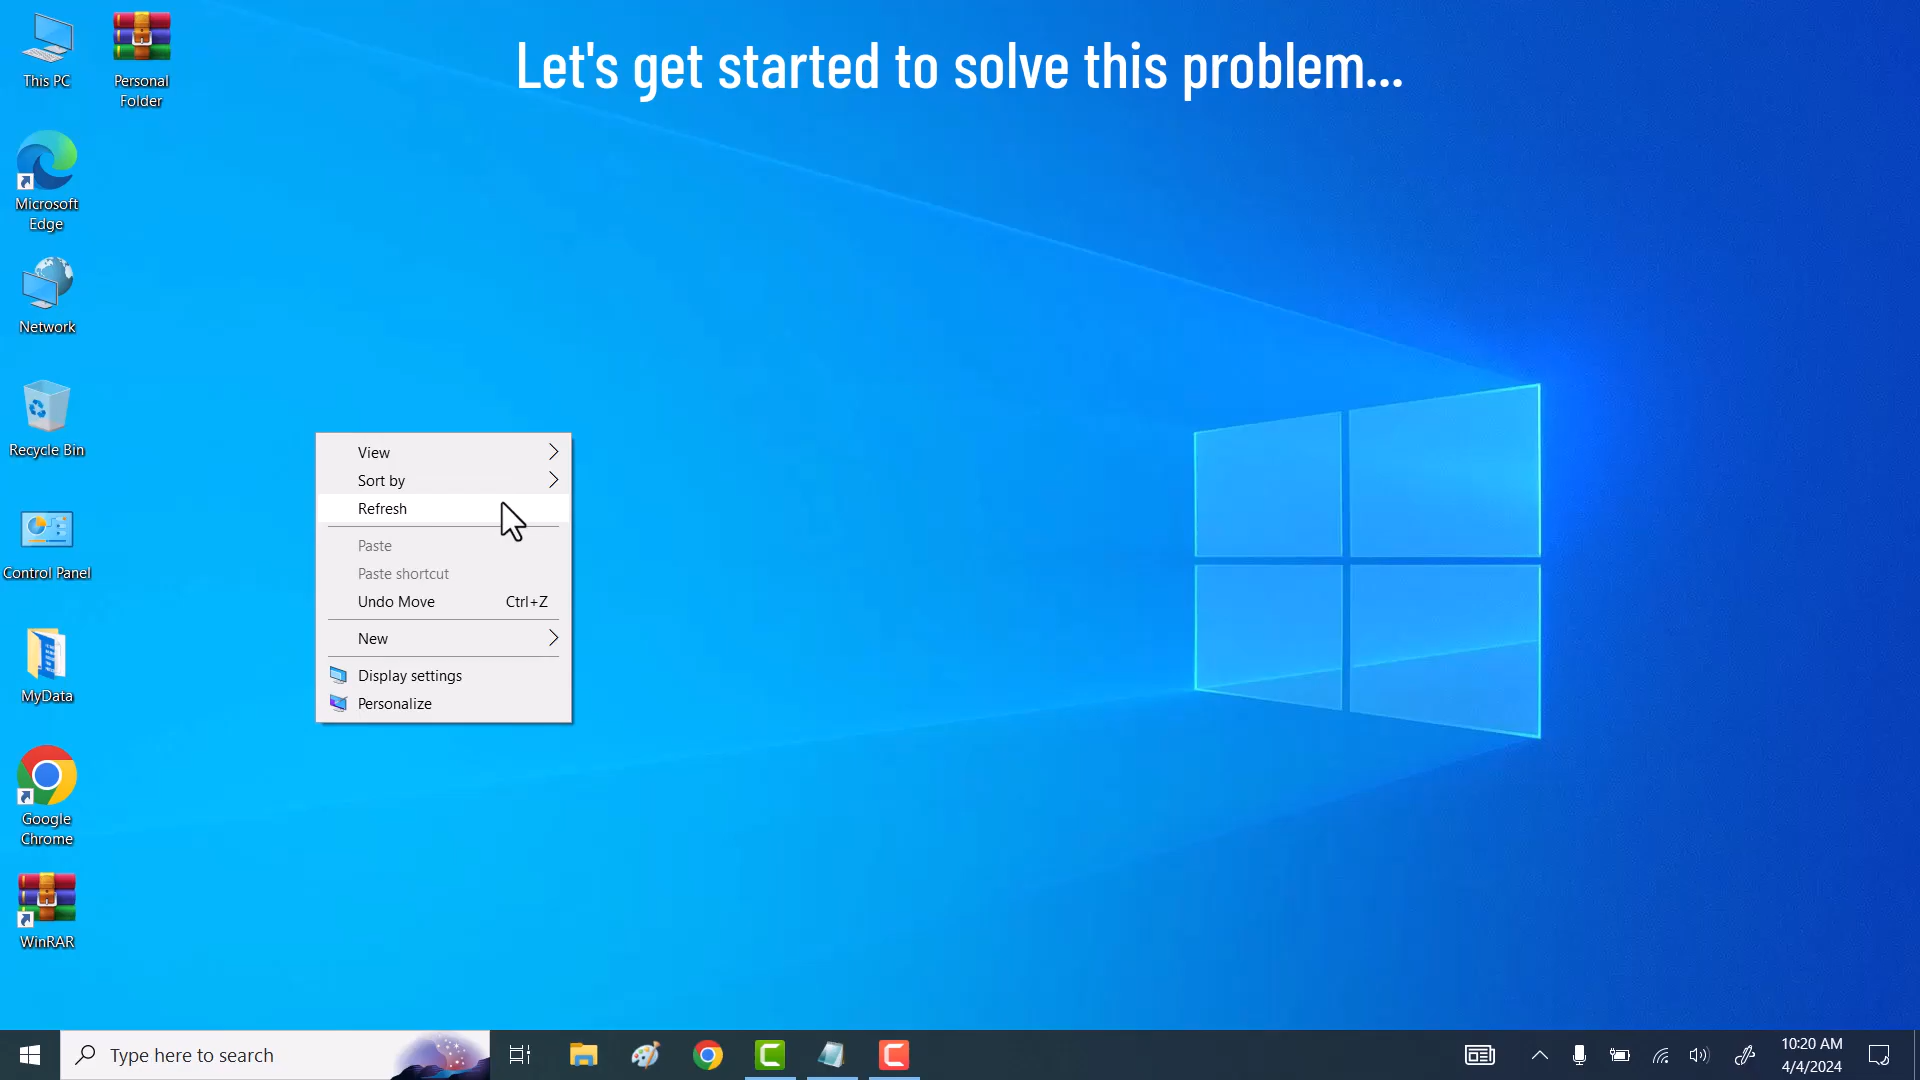 Let's get started to solve this problem...
This PC
Personal
Folder
Microsoft
Edge
Network
Recycle Bin
Control Panel
MyData
Google
Chrome
WinRAR
View
Sort by
Refresh
Paste
Paste shortcut
Undo Move Ctrl+Z
New
Display settings
Personalize
Type here to search
10:20 AM
4/4/2024